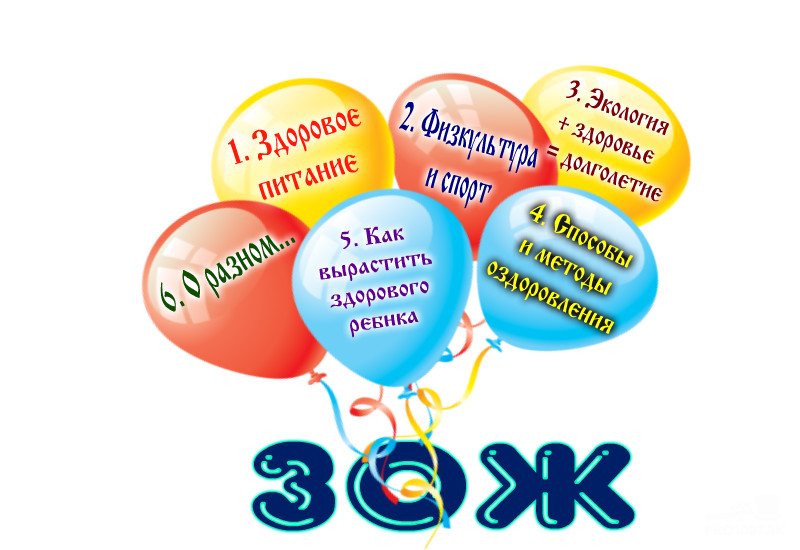 1. Здоровое
питание
2. Физкультура
и спорт
3. Экология
+ здоровье
= долголетие
4. Способы
и методы
оздоровления
5. Как
вырастить
здорового
ребнка
6. О разном...
ЗОЖ